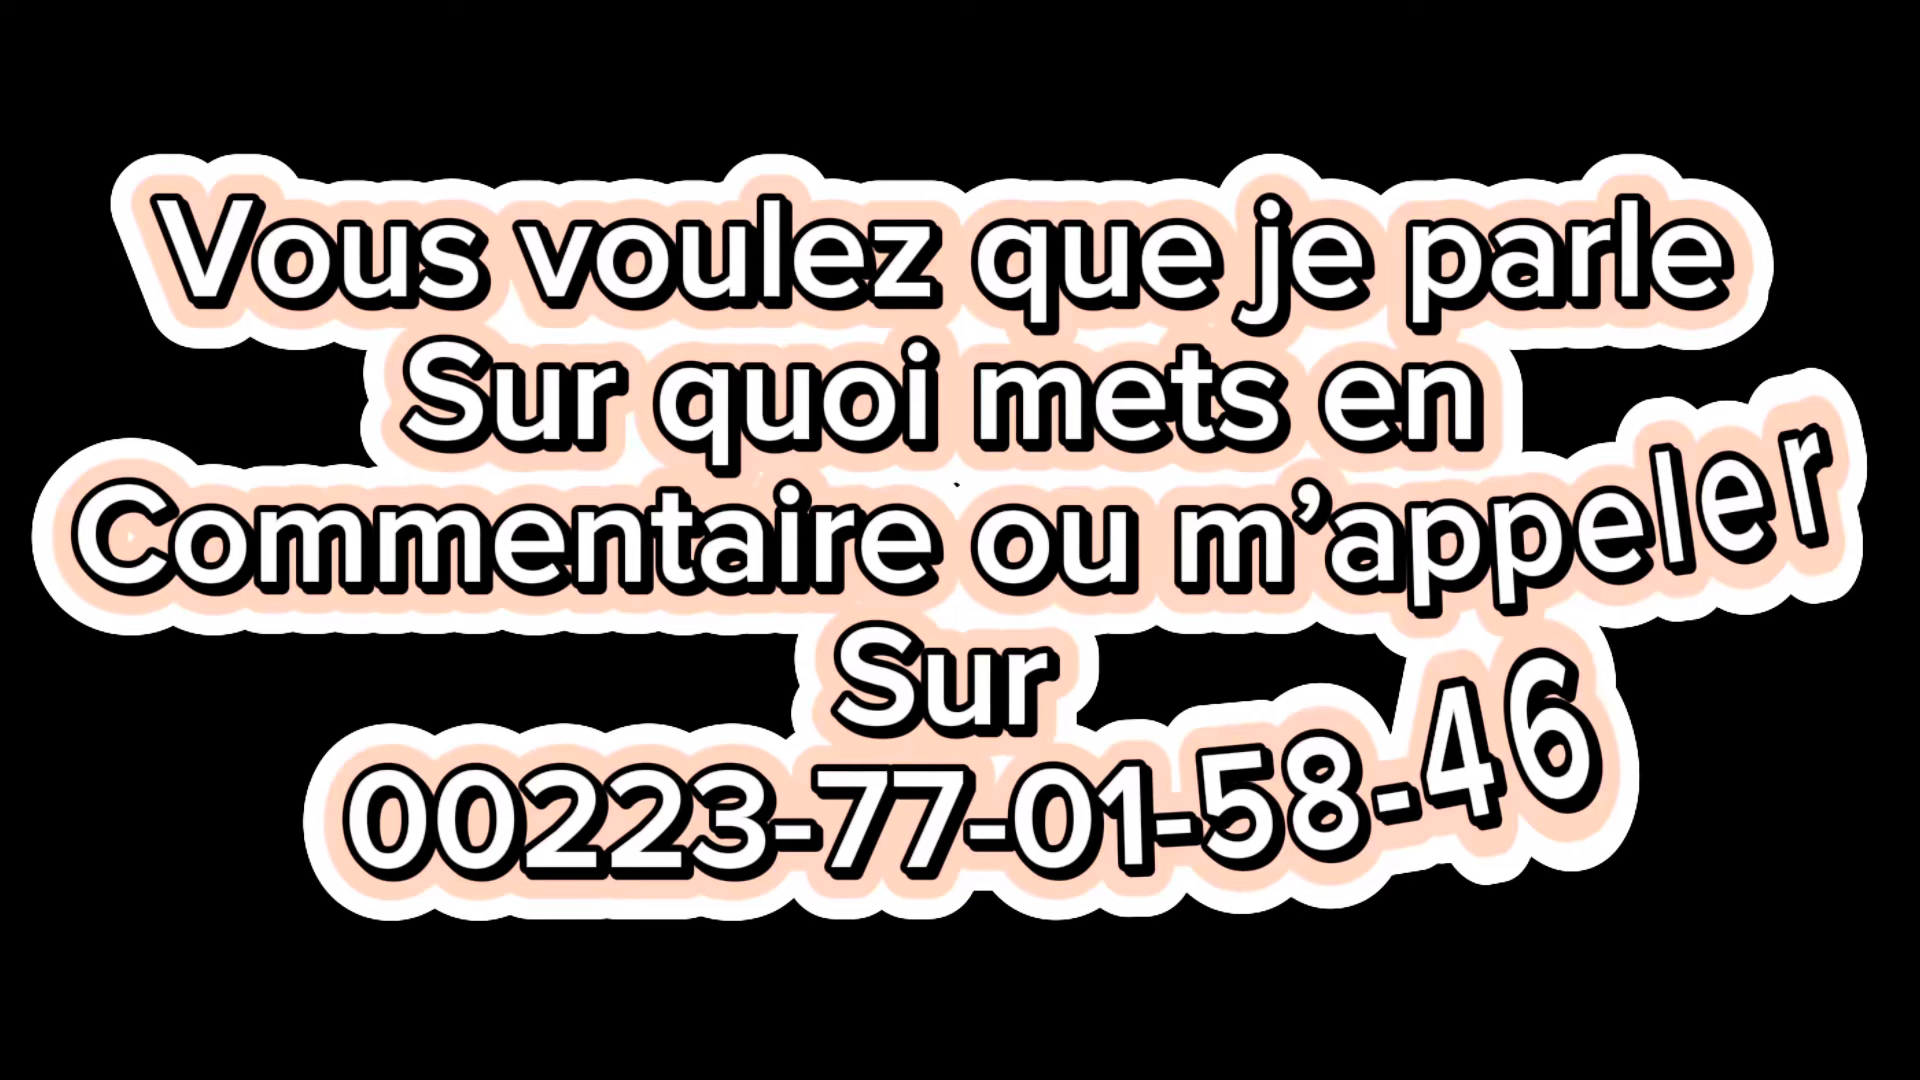 Vous voulez que je parle
Sur quoi mets en
Commentaire ou m’appeler
Sur
00223-77-01-58-46